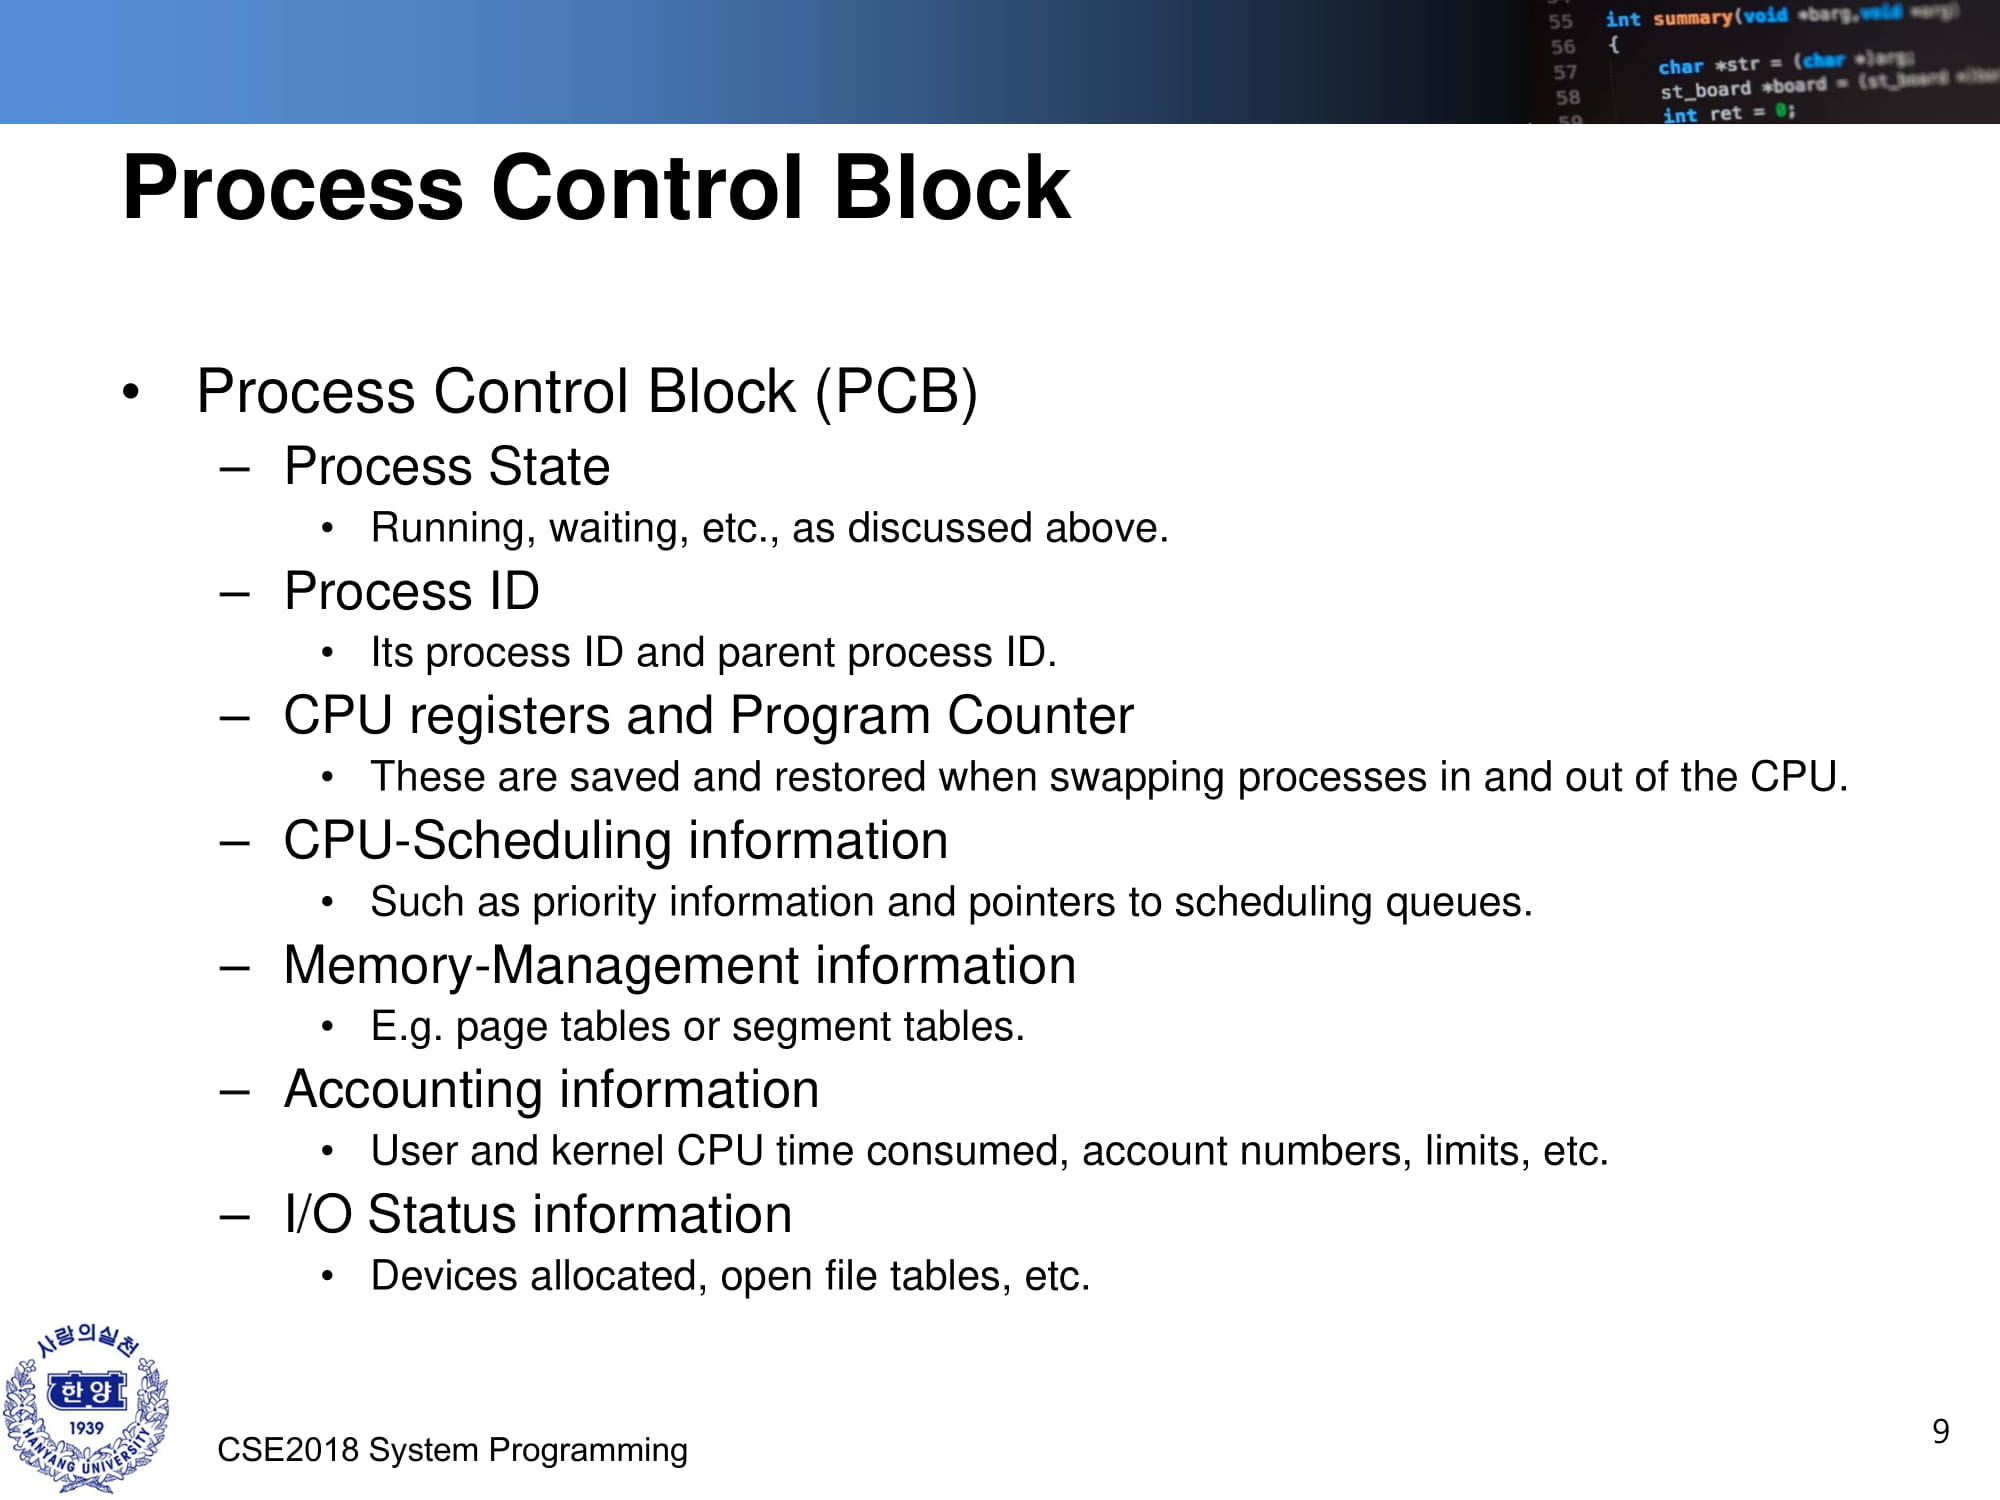 55 int summary(void *barg,void *arg)
56 {
57 char *str = (char *)arg;
58 st_board *board = (st_board
59 int ret = 0;
Process Control Block
• Process Control Block (PCB)
– Process State
• Running, waiting, etc., as discussed above.
– Process ID
• Its process ID and parent process ID.
– CPU registers and Program Counter
• These are saved and restored when swapping processes in and out of the CPU.
– CPU-Scheduling information
• Such as priority information and pointers to scheduling queues.
– Memory-Management information
• E.g. page tables or segment tables.
– Accounting information
• User and kernel CPU time consumed, account numbers, limits, etc.
– I/O Status information
• Devices allocated, open file tables, etc.
사랑의실천
한양
1939
HANYANG UNIVERSITY
CSE2018 System Programming
9